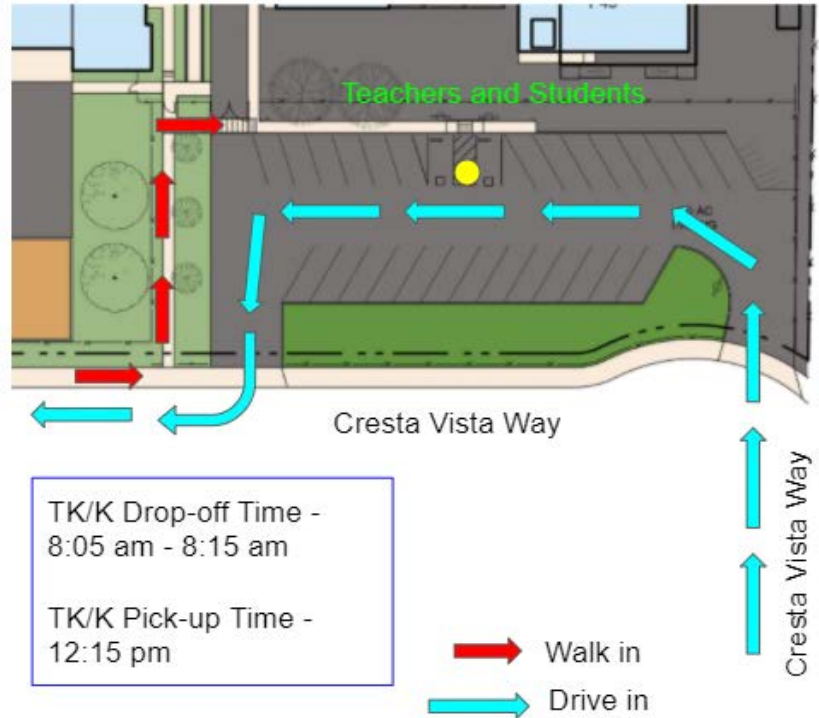 Teachers and Students
Cresta Vista Way
Cresta Vista Way
TK/K Drop-off Time -
8:05 am - 8:15 am
TK/K Pick-up Time -
12:15 pm
Walk in
Drive in